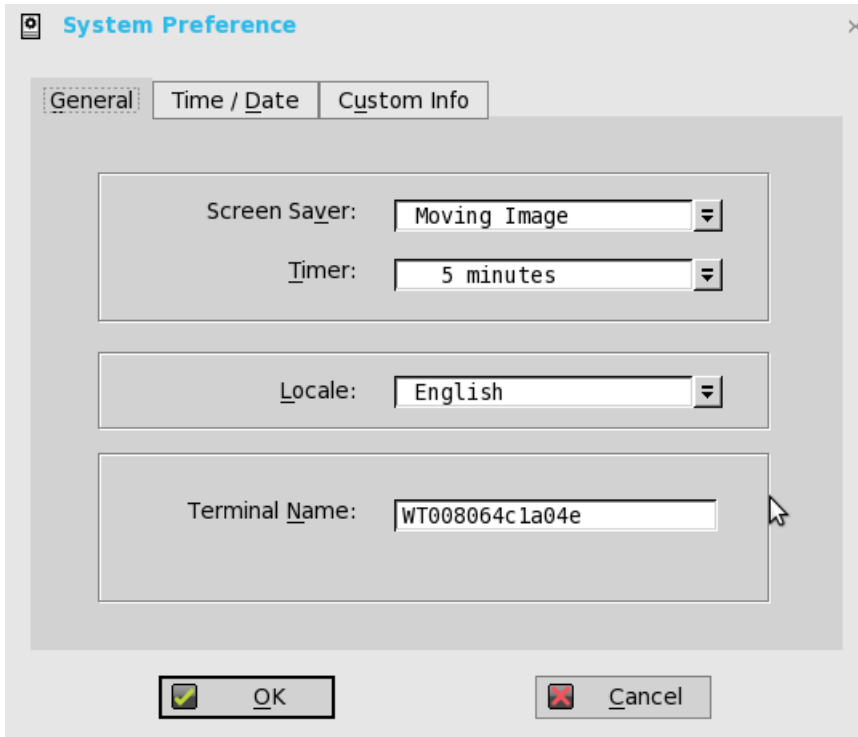 System Preference
General Time / Date Custom Info
Screen Saver: Moving Image
Timer: 5 minutes
Locale: English
Terminal Name: WT008064c1a04e
OK Cancel